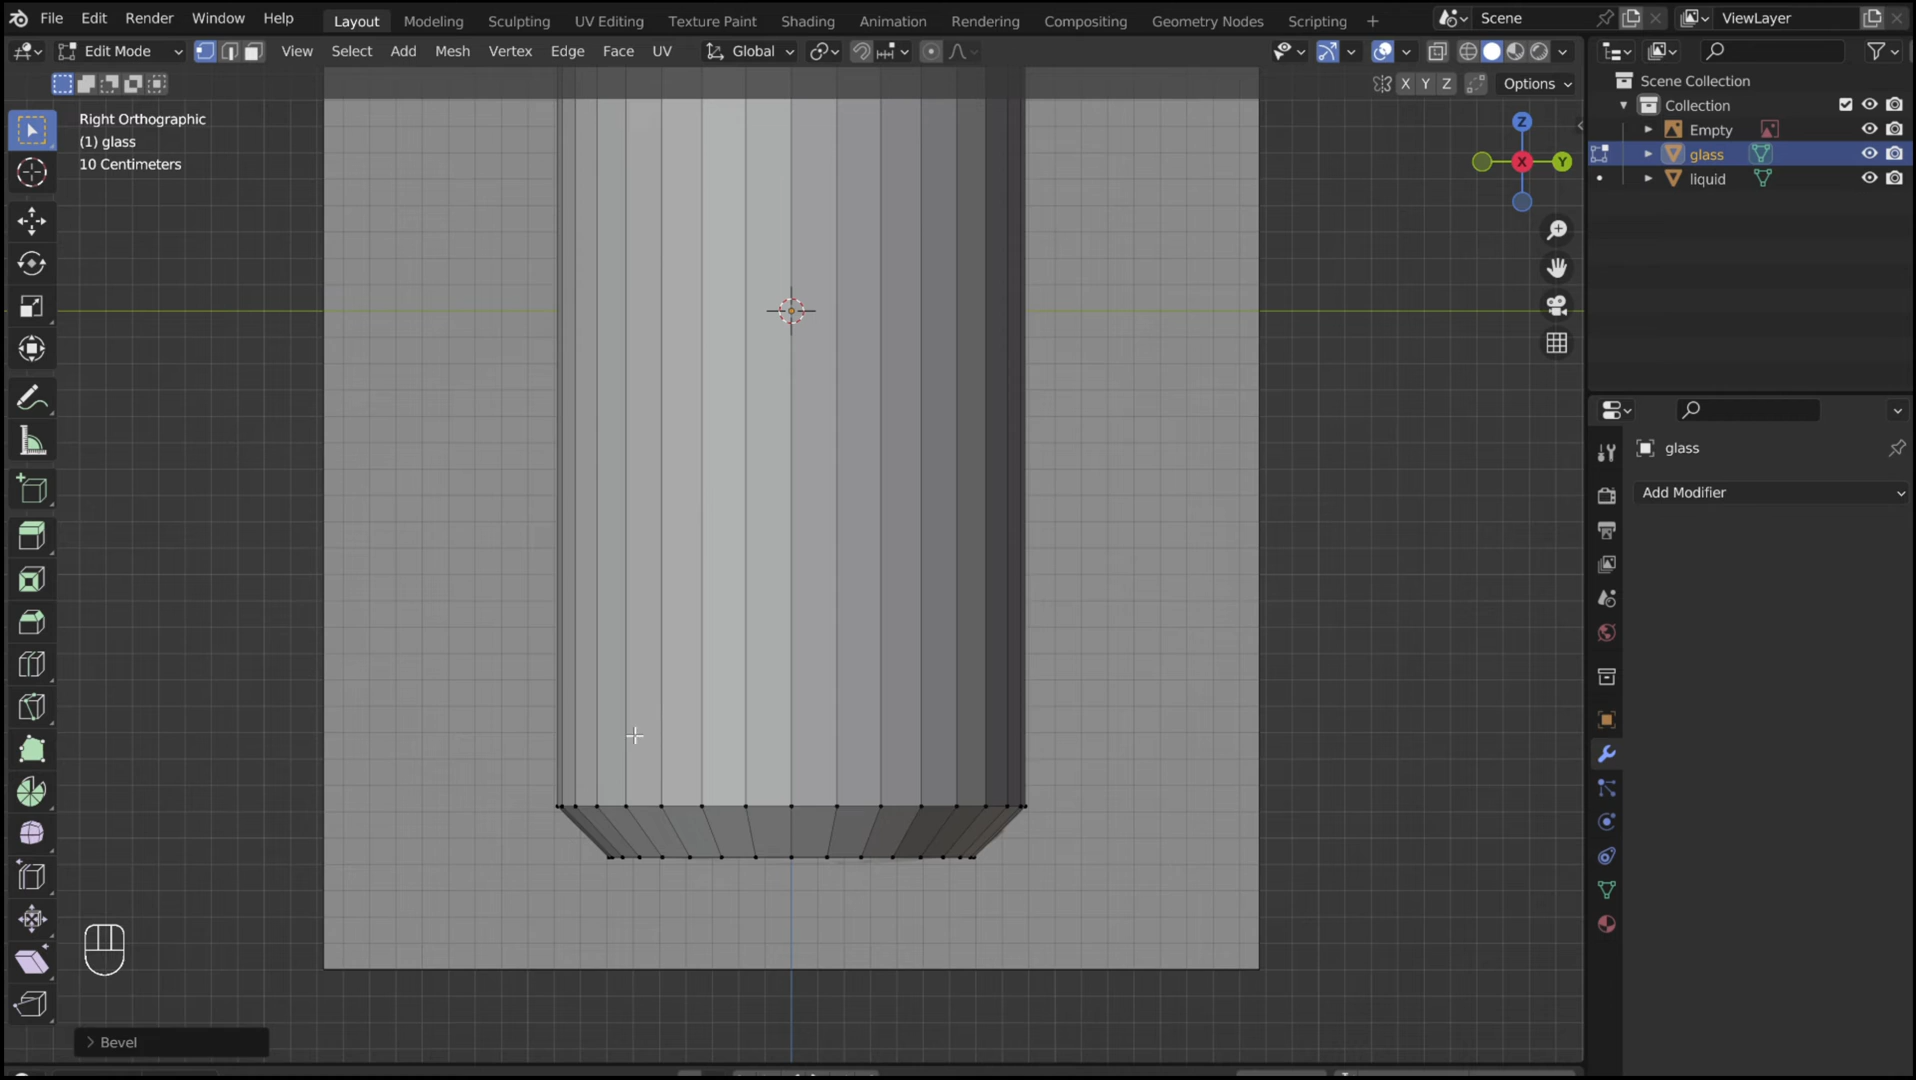 File Edit Render Window Help Layout Modeling Sculpting UV Editing Texture Paint Shading Animation Rendering Compositing Geometry Nodes Scripting + Scene ViewLayer
Edit Mode View Select Add Mesh Vertex Edge Face UV Global
X Y Z Options
Scene Collection
Collection
Empty
glass
liquid
Right Orthographic
(1) glass
10 Centimeters
Z
X
Y
glass
Add Modifier
Bevel